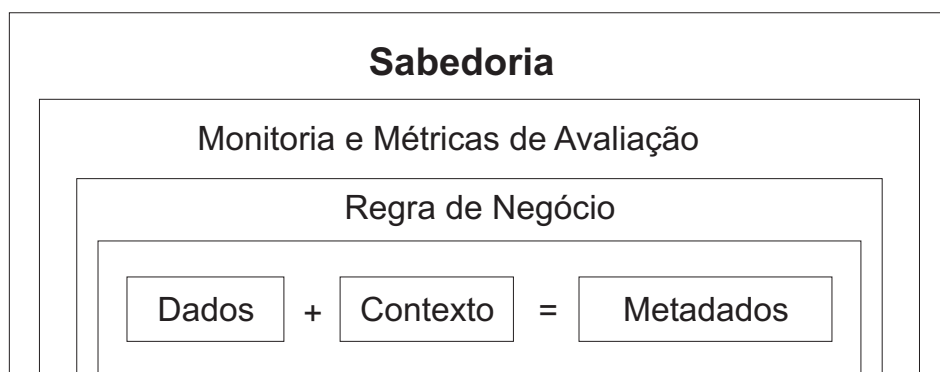 Sabedoria
Monitoria e Métricas de Avaliação
Regra de Negócio
Dados + Contexto = Metadados